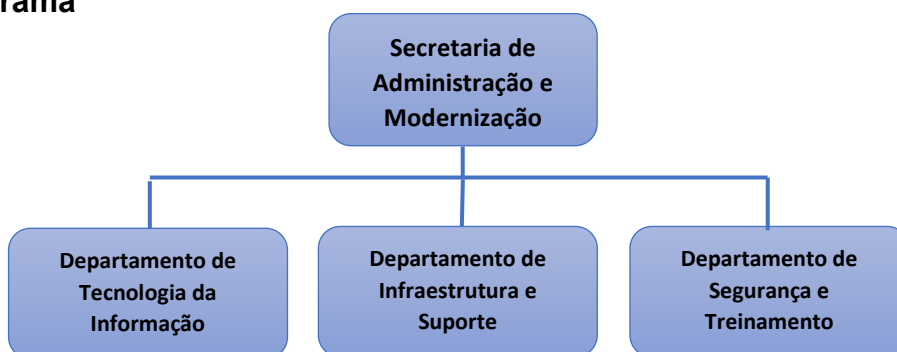 rama
Secretaria de
Administração e
Modernização
Departamento de
Tecnologia da
Informação
Departamento de
Infraestrutura e
Suporte
Departamento de
Segurança e
Treinamento